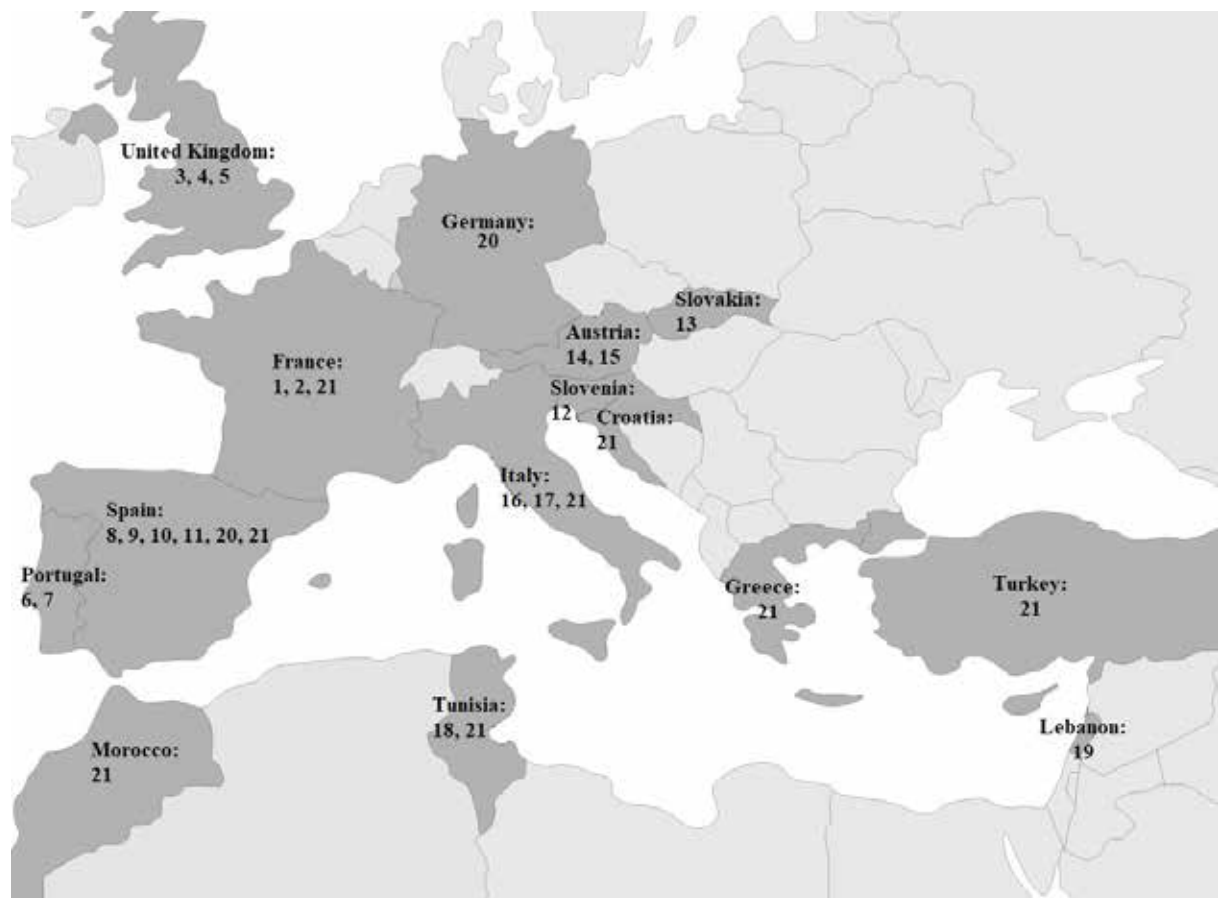 United Kingdom:
3, 4, 5
Germany:
20
Slovakia:
13
Austria:
14, 15
France:
1, 2, 21
Slovenia:
12
Croatia:
21
Italy:
16, 17, 21
Spain:
8, 9, 10, 11, 20, 21
Portugal:
6, 7
Greece:
21
Turkey:
21
Tunisia:
18, 21
Lebanon:
19
Morocco:
21